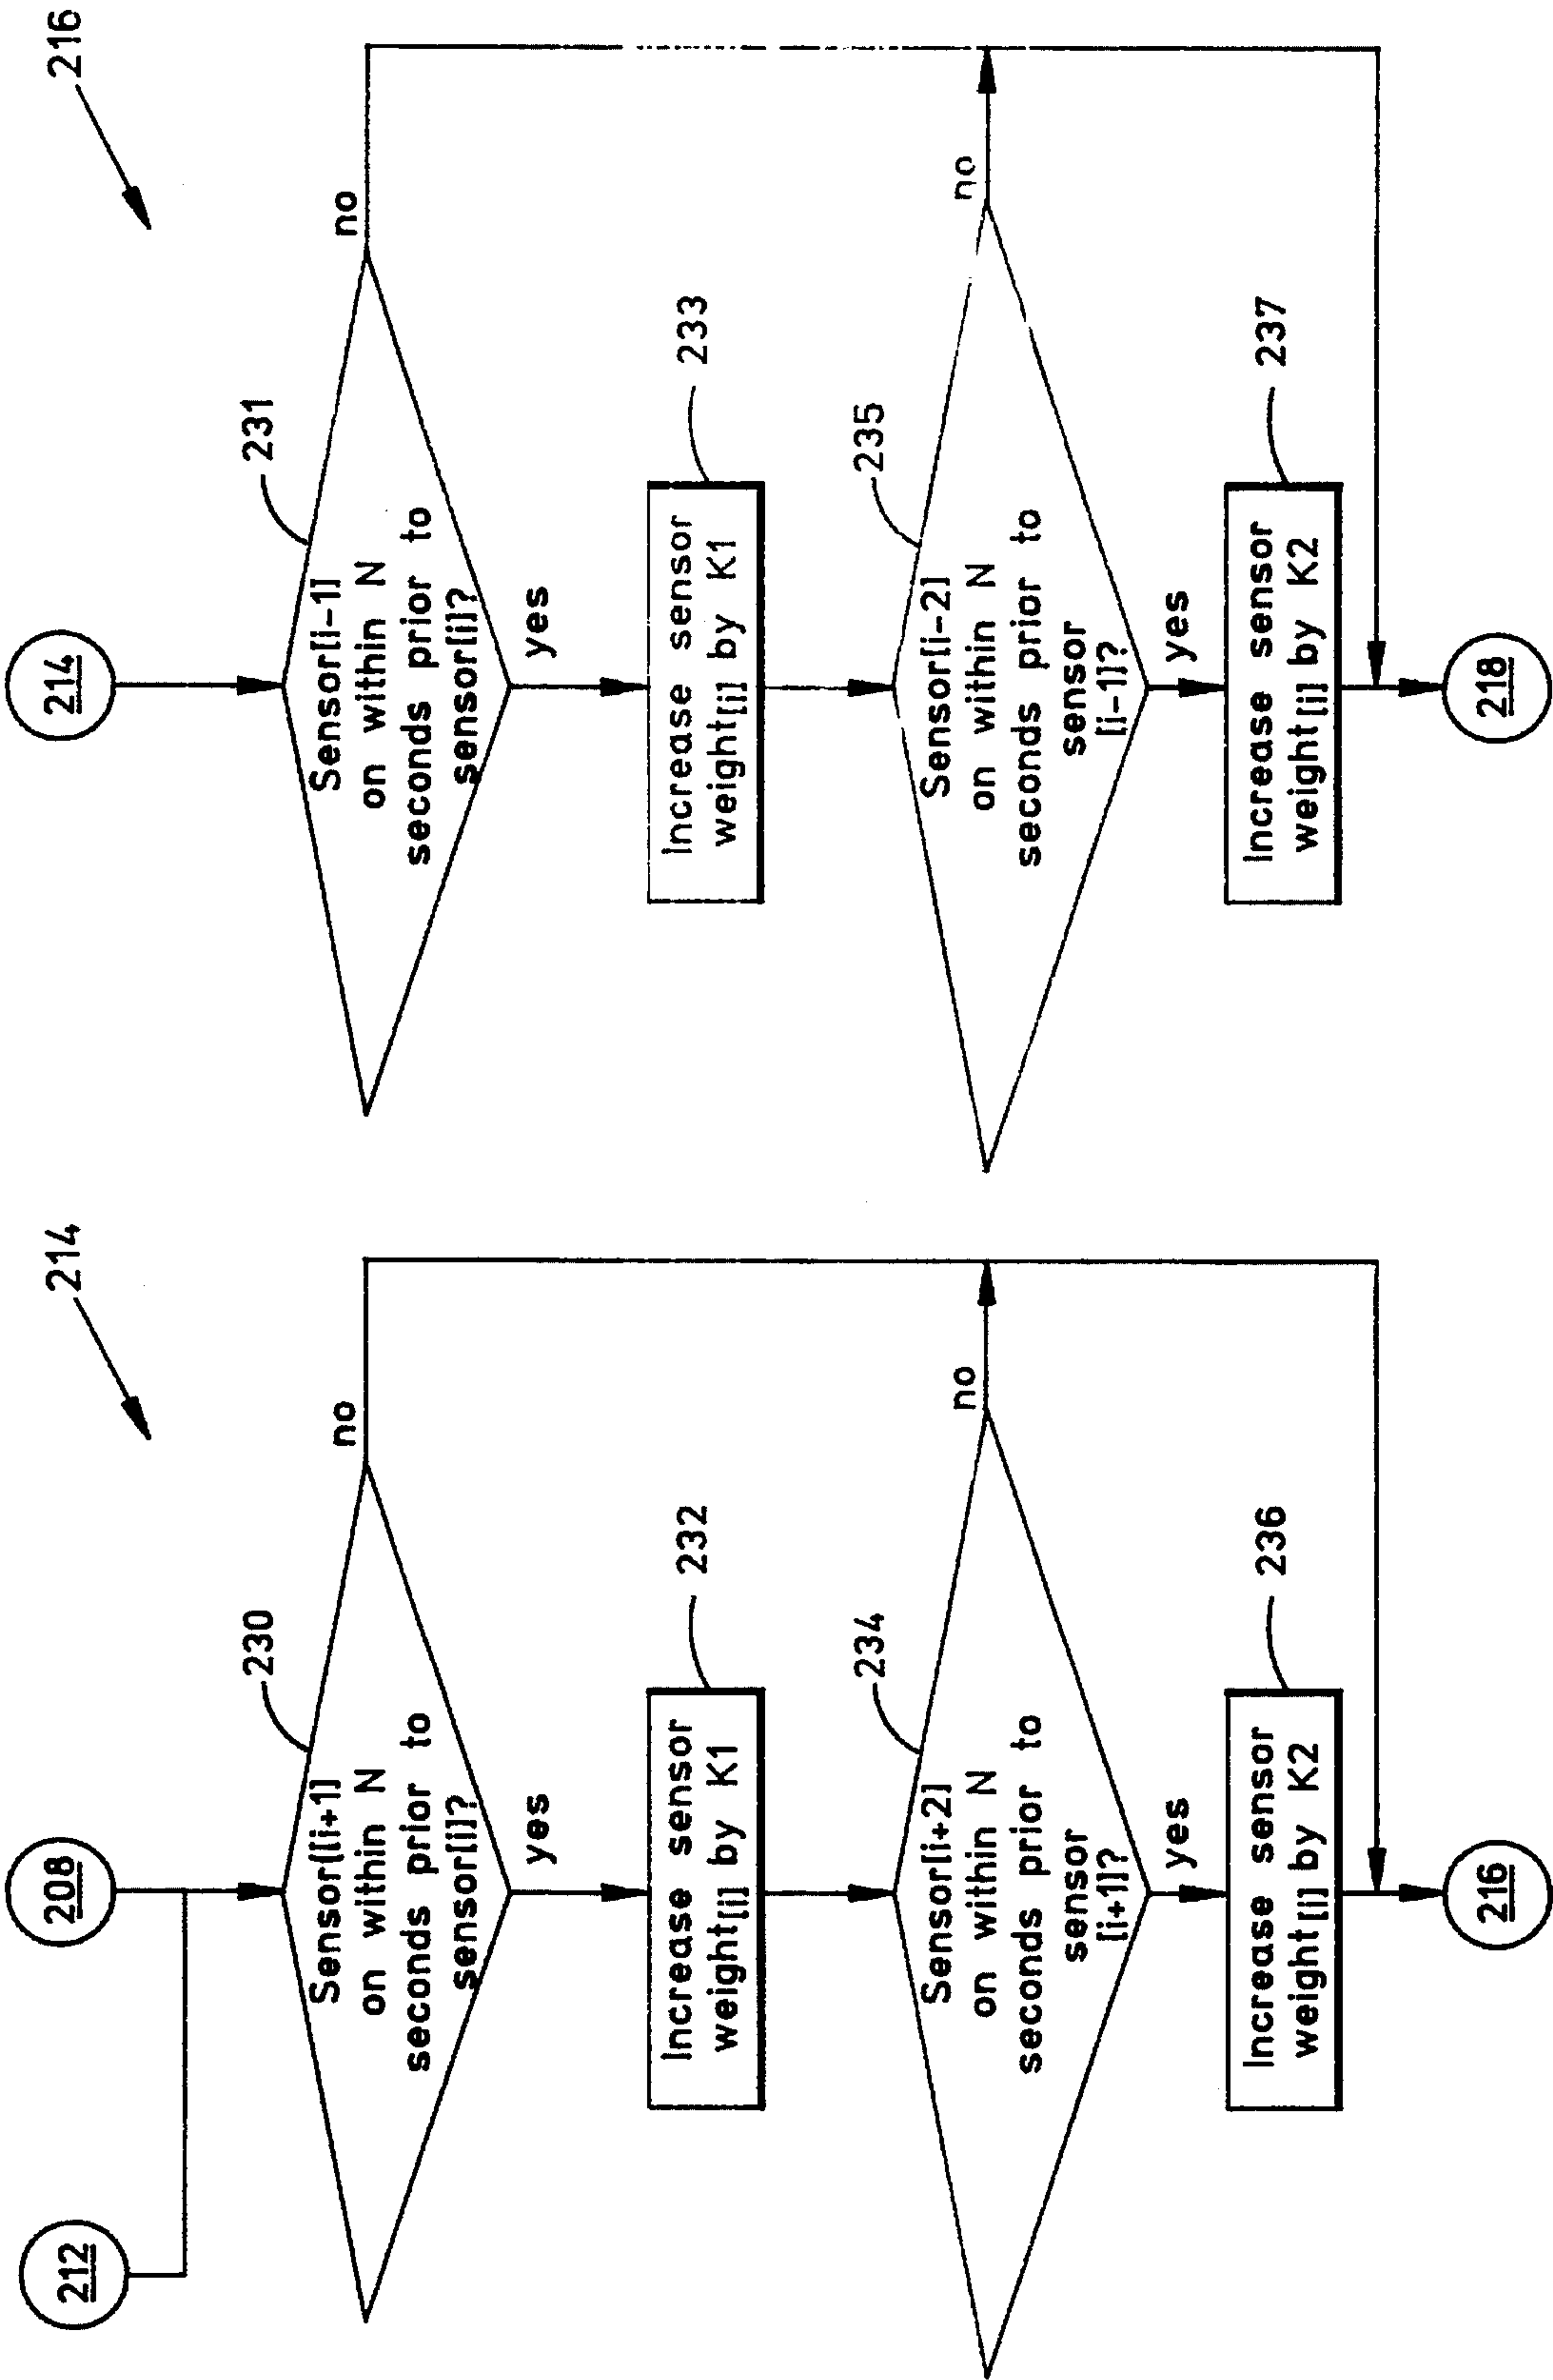 214
212
208
230
Sensor[i+1]
on within N
seconds prior to
sensor[i]?
no
yes
232
Increase sensor
weight[i] by K1
234
Sensor[i+2]
on within N
seconds prior to
sensor
[i+1]?
no
yes
236
Increase sensor
weight[i] by K2
216
216
214
231
Sensor[i-1]
on within N
seconds prior to
sensor[i]?
no
yes
233
Increase sensor
weight[i] by K1
235
Sensor[i-2]
on within N
seconds prior to
sensor
[i-1]?
no
yes
237
Increase sensor
weight[i] by K2
218